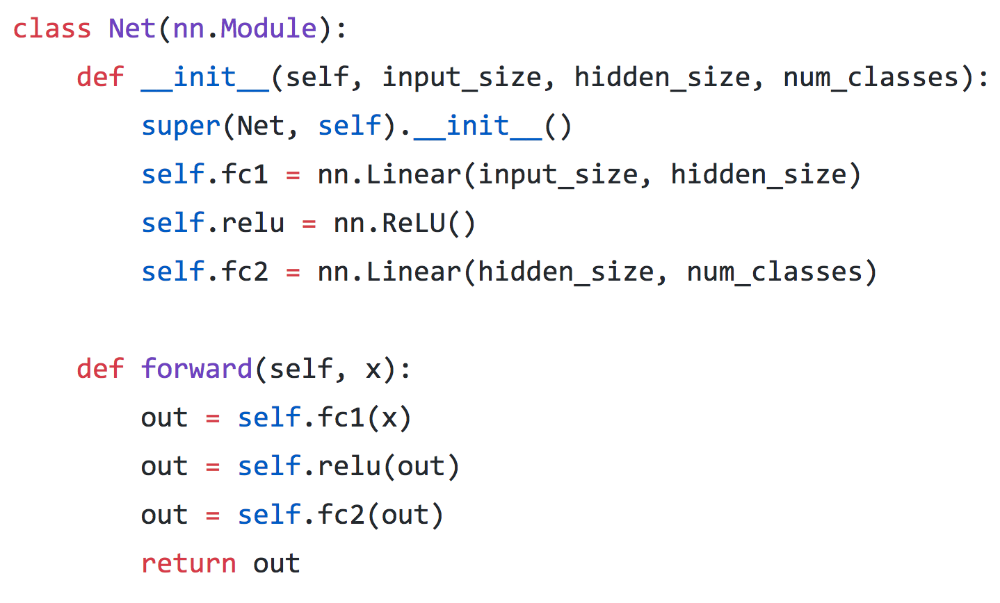 class Net(nn.Module):
    def __init__(self, input_size, hidden_size, num_classes):
        super(Net, self).__init__()
        self.fc1 = nn.Linear(input_size, hidden_size)
        self.relu = nn.ReLU()
        self.fc2 = nn.Linear(hidden_size, num_classes)

    def forward(self, x):
        out = self.fc1(x)
        out = self.relu(out)
        out = self.fc2(out)
        return out